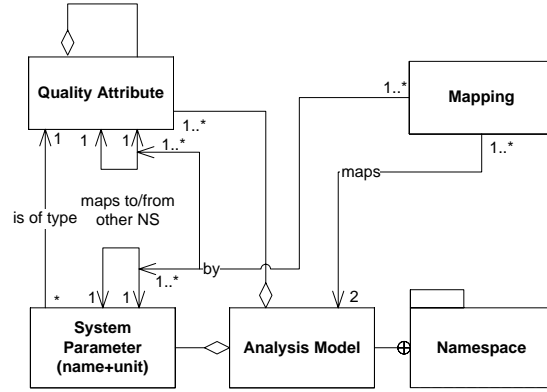 Quality Attribute
Mapping
1
1
1
1..*
1..*
1..*
1..*
maps
maps to/from
other NS
is of type
by
1..*
*
1
1
2
System
Parameter
(name+unit)
Analysis Model
Namespace